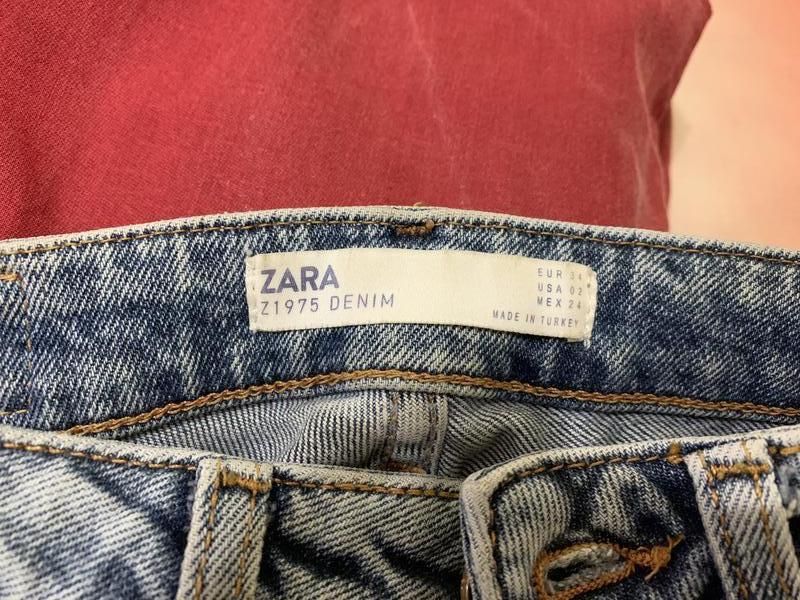 ZARA
Z1975 DENIM
EUR 34
USA 02
MEX 24
MADE IN TURKEY